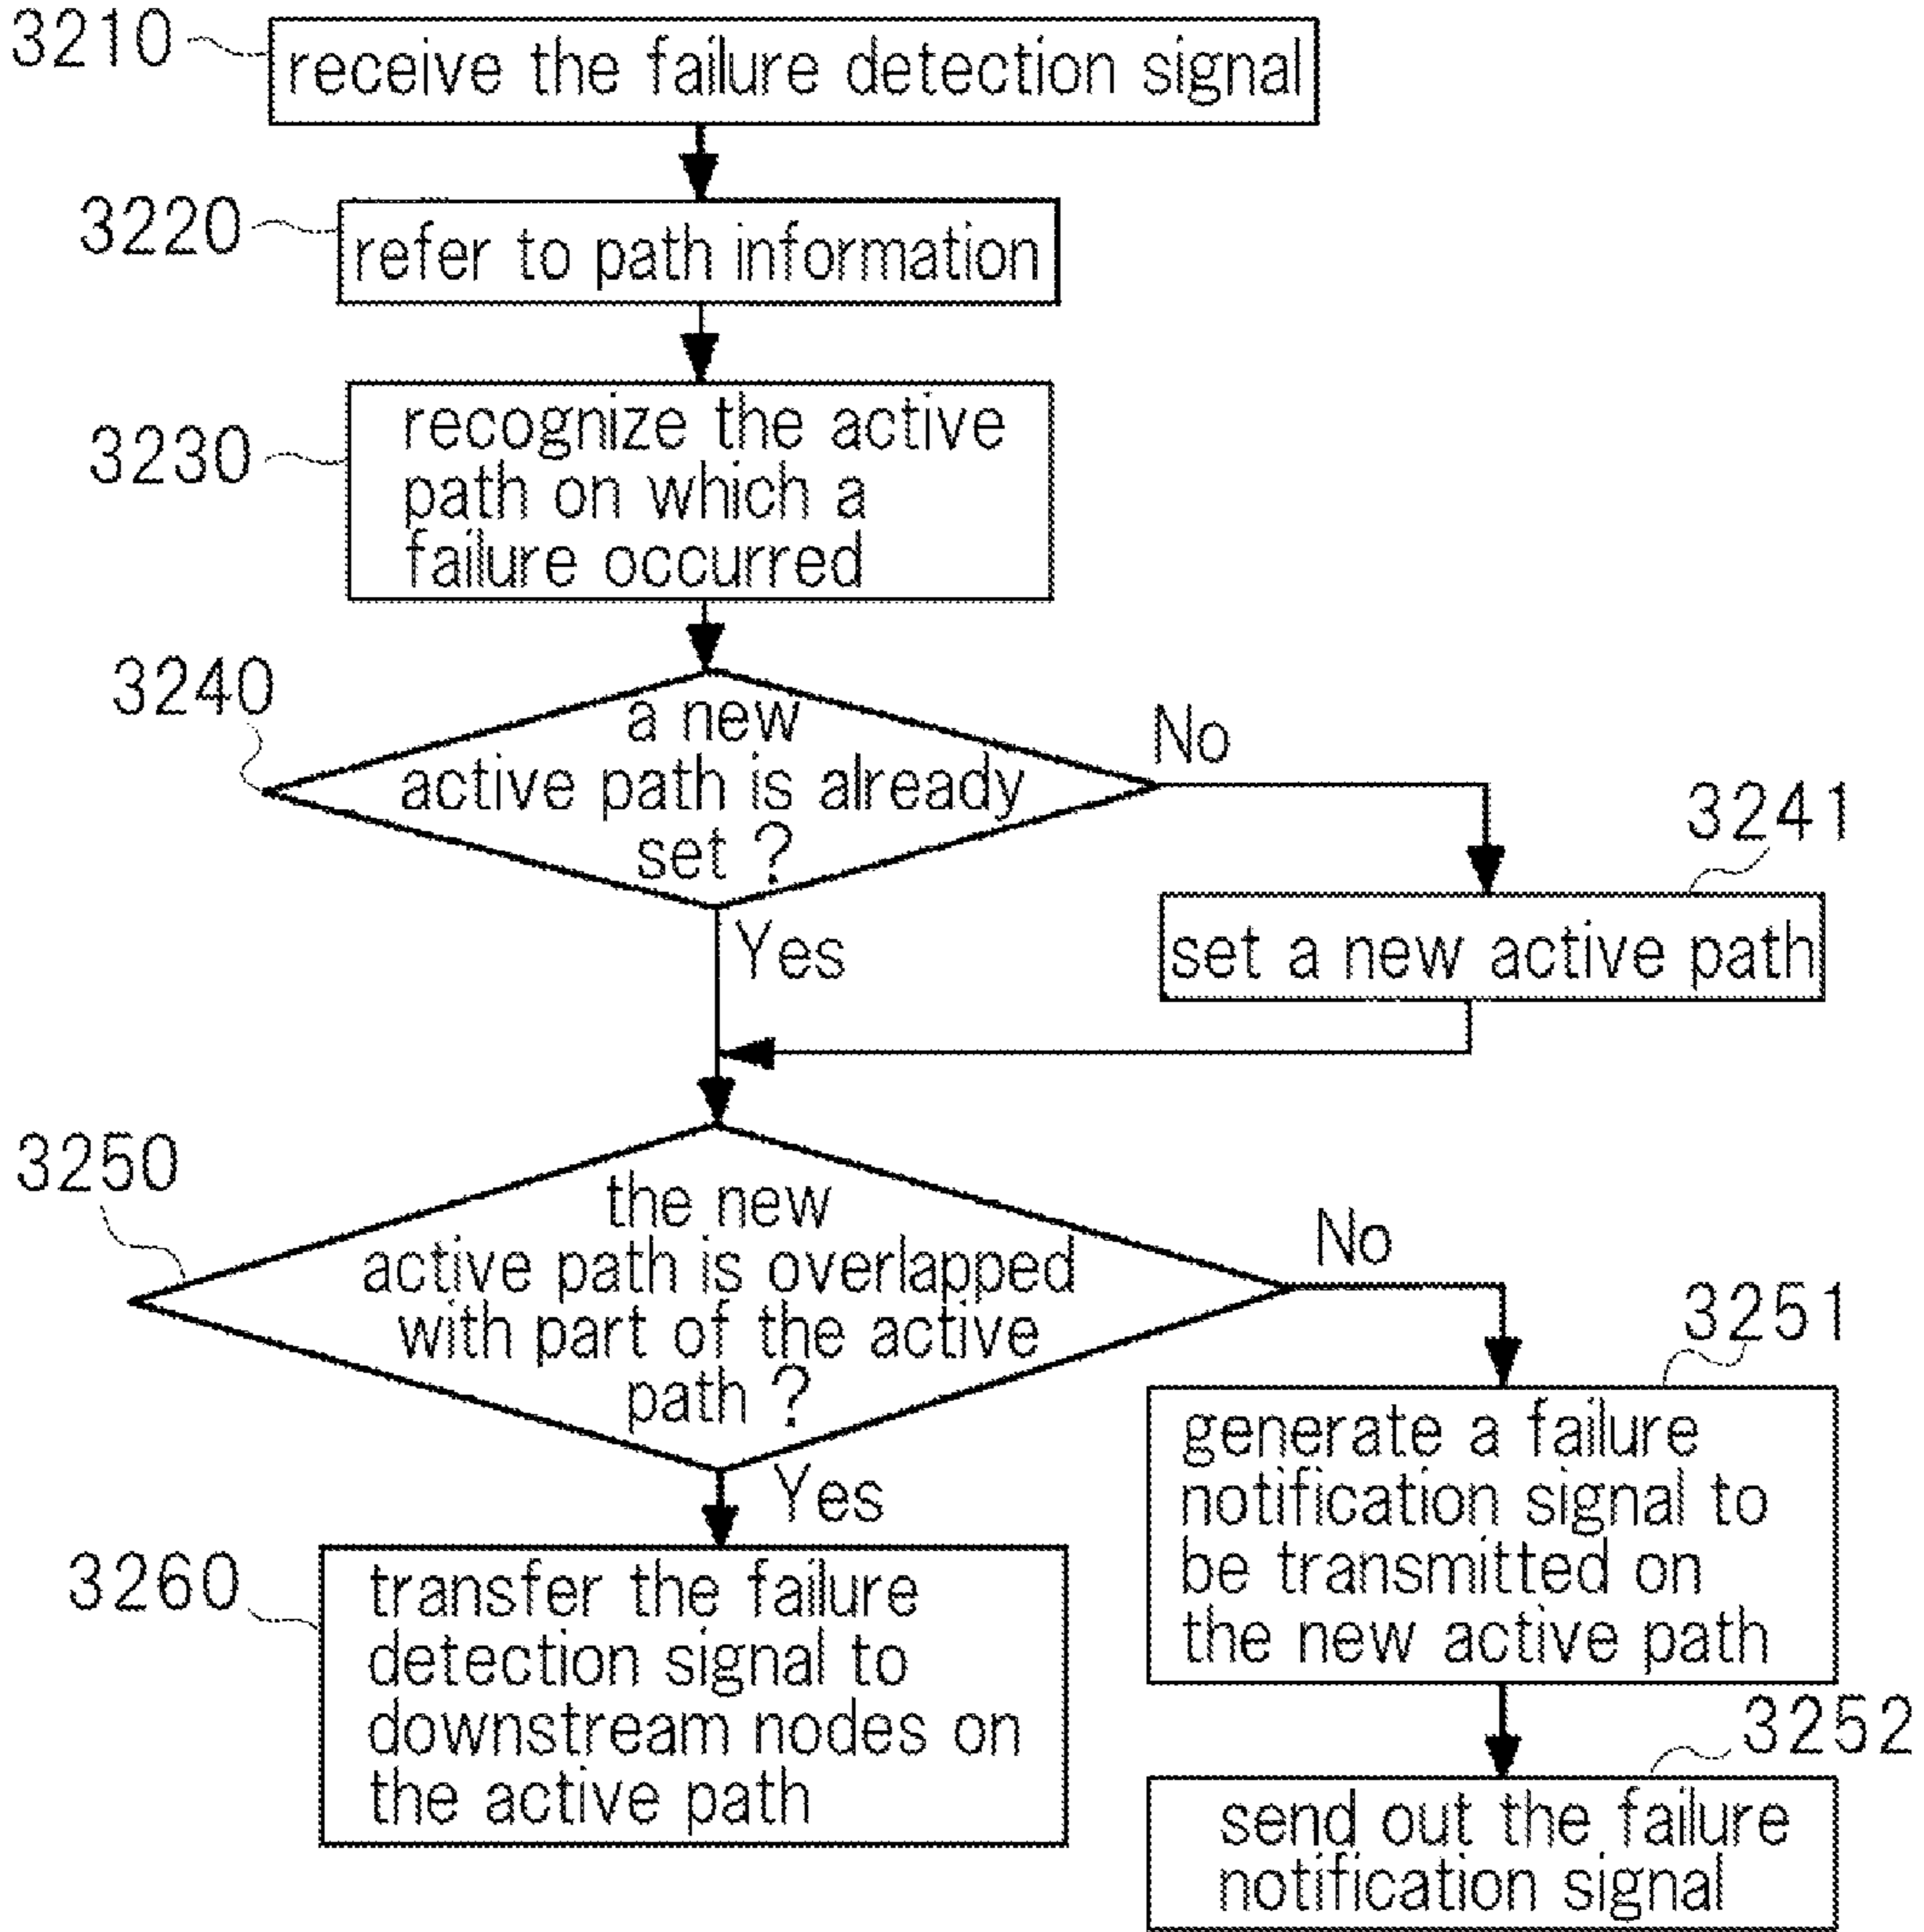 3210
receive the failure detection signal
3220
refer to path information
3230
recognize the active
path on which a
failure occurred
3240
a new
active path is already
set ?
No
Yes
3241
set a new active path
3250
the new
active path is overlapped
with part of the active
path ?
No
Yes
3251
generate a failure
notification signal to
be transmitted on
the new active path
3260
transfer the failure
detection signal to
downstream nodes on
the active path
3252
send out the failure
notification signal